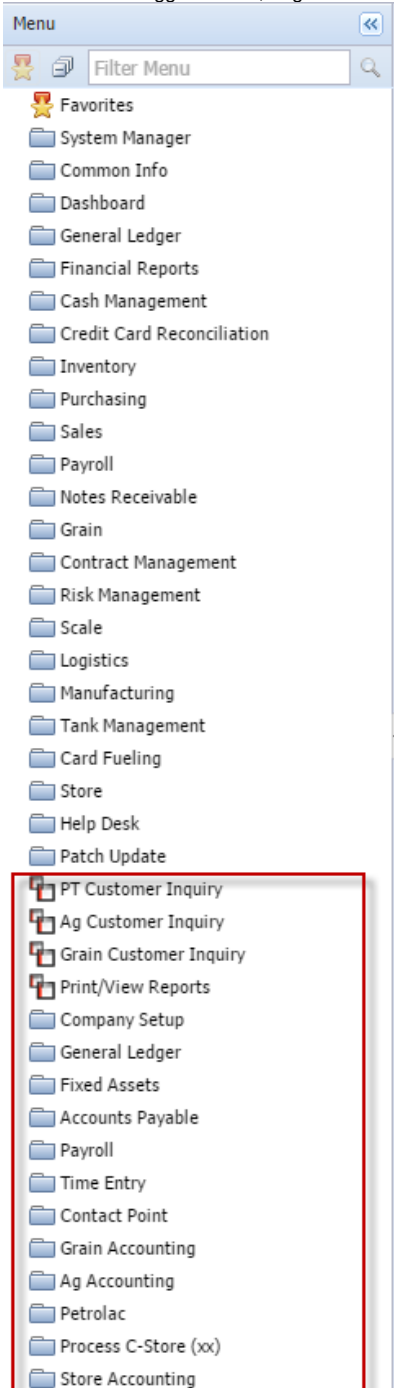 Menu
Filter Menu
Favorites
System Manager
Common Info
Dashboard
General Ledger
Financial Reports
Cash Management
Credit Card Reconciliation
Inventory
Purchasing
Sales
Payroll
Notes Receivable
Grain
Contract Management
Risk Management
Scale
Logistics
Manufacturing
Tank Management
Card Fueling
Store
Help Desk
Patch Update
PT Customer Inquiry
Ag Customer Inquiry
Grain Customer Inquiry
Print/View Reports
Company Setup
General Ledger
Fixed Assets
Accounts Payable
Payroll
Time Entry
Contact Point
Grain Accounting
Ag Accounting
Petrolac
Process C-Store (xx)
Store Accounting